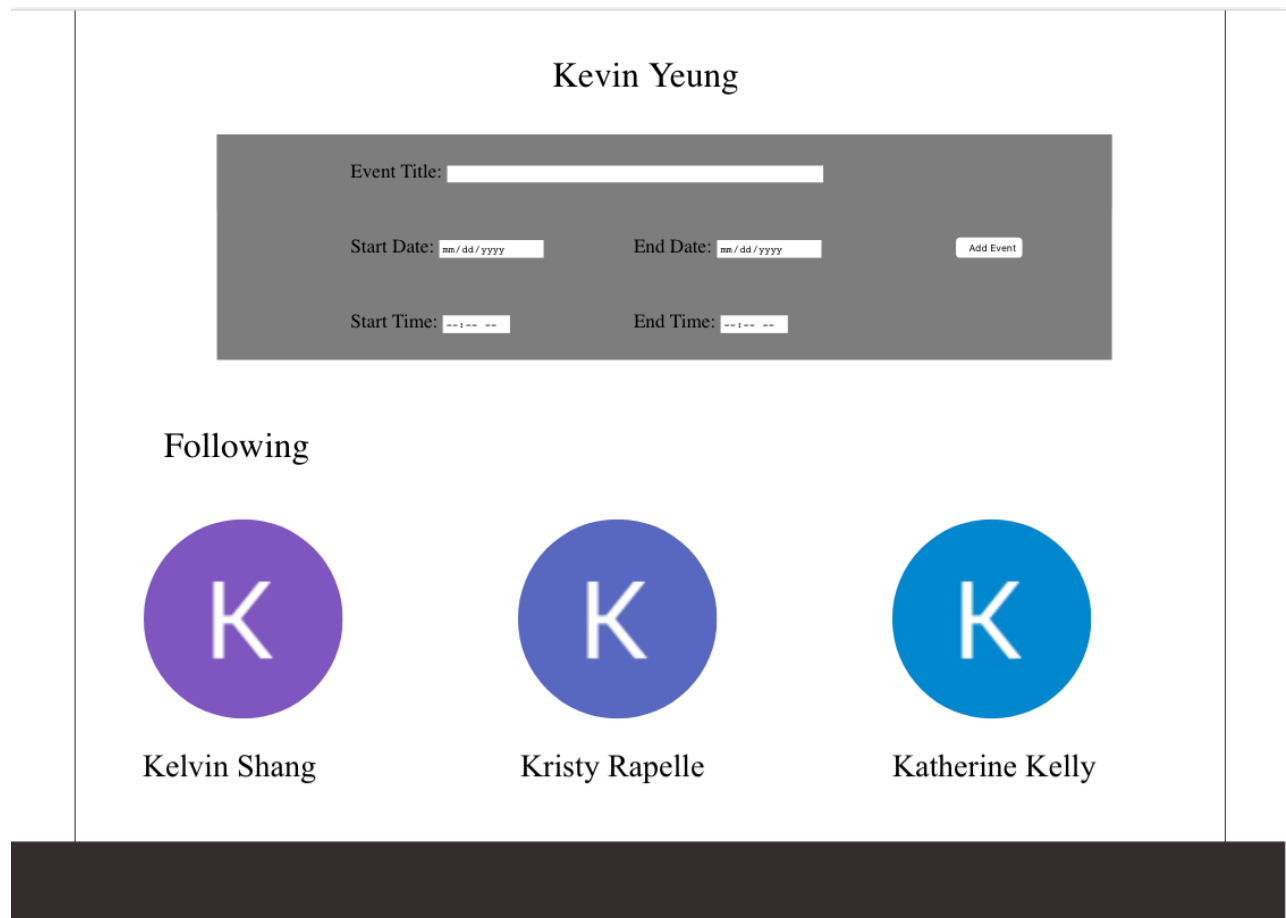 Kevin Yeung
Event Title:
Start Date: mm/dd/yyyy End Date: mm/dd/yyyy Add Event
Start Time: --:-- -- End Time: --:-- --
Following
K K K
Kelvin Shang Kristy Rapelle Katherine Kelly